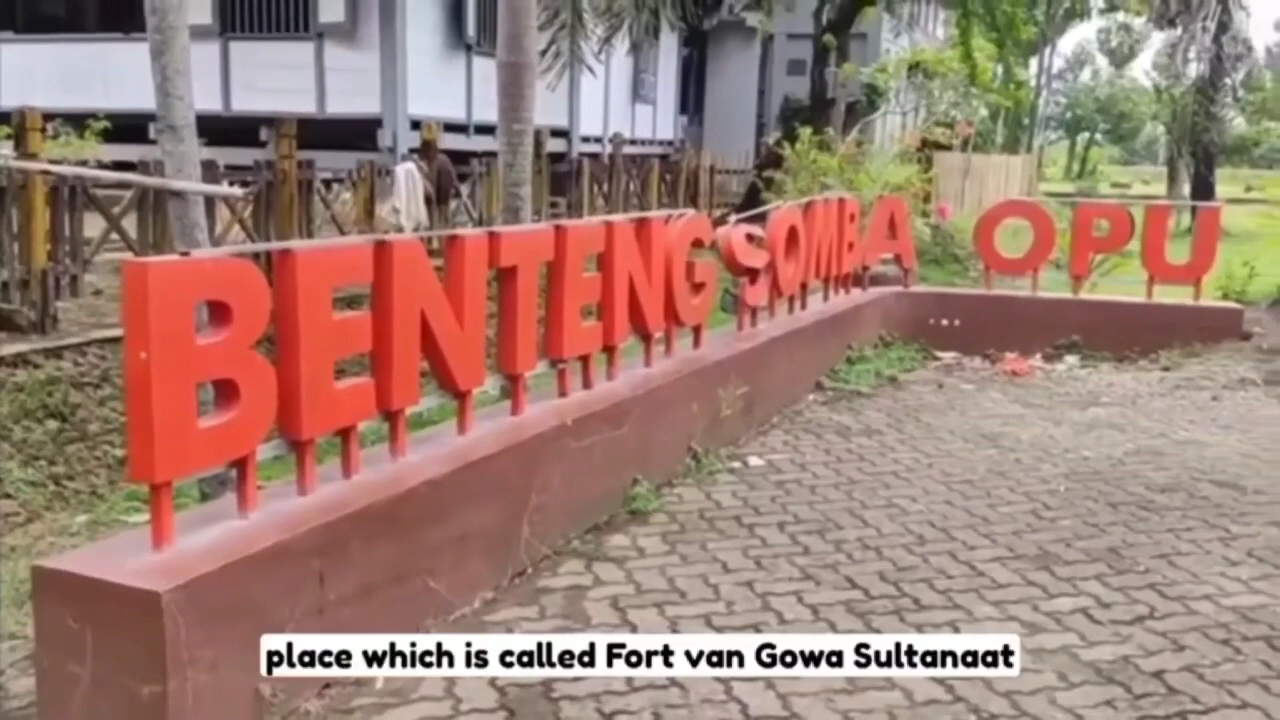 BENTENG SOMBA OPU
place which is called Fort van Gowa Sultanaat